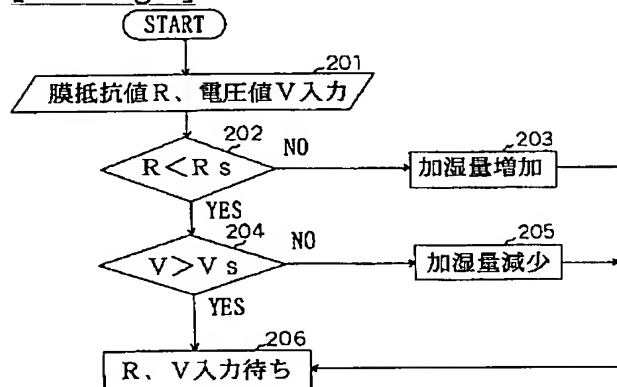 START
201
膜抵抗値R、電圧値V入力
202
R<Rs
NO
203
加湿量増加
YES
204
V>Vs
NO
205
加湿量減少
YES
206
R、V入力待ち